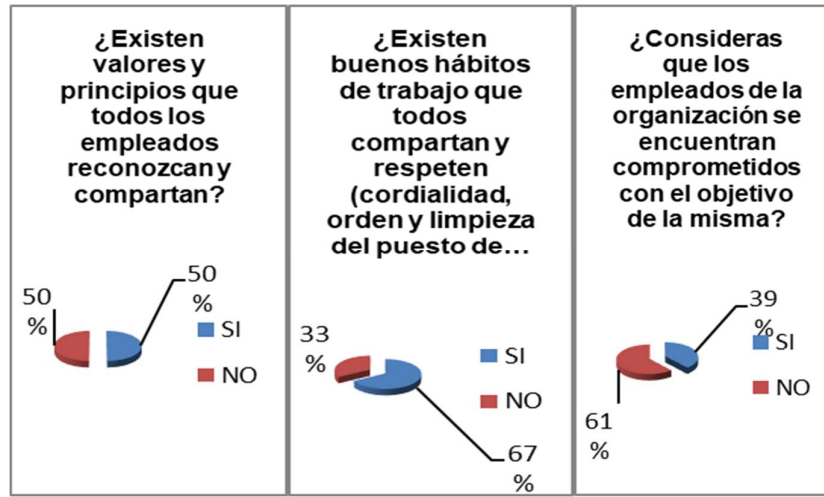 ¿Existen
valores y
principios que
todos los
empleados
reconozcan y
compartan?
50
%
50
%
SI
NO
¿Existen
buenos hábitos
de trabajo que
todos
compartan y
respeten
(cordialidad,
orden y limpieza
del puesto de...
33
%
SI
NO
67
%
¿Consideras
que los
empleados de la
organización se
encuentran
comprometidos
con el objetivo
de la misma?
39
%
SI
NO
61
%